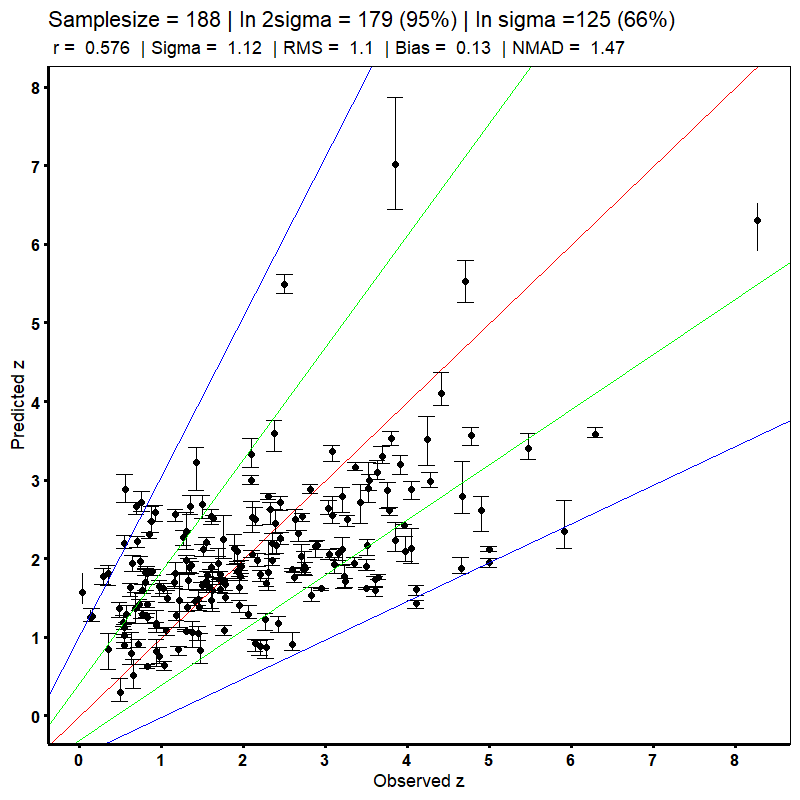 Samplesize = 188 | In 2sigma = 179 (95%) | In sigma =125 (66%)
r = 0.576 | Sigma = 1.12 | RMS = 1.1 | Bias = 0.13 | NMAD = 1.47
8
7
6
5
4
3
2
1
0
Predicted z
0 1 2 3 4 5 6 7 8
Observed z